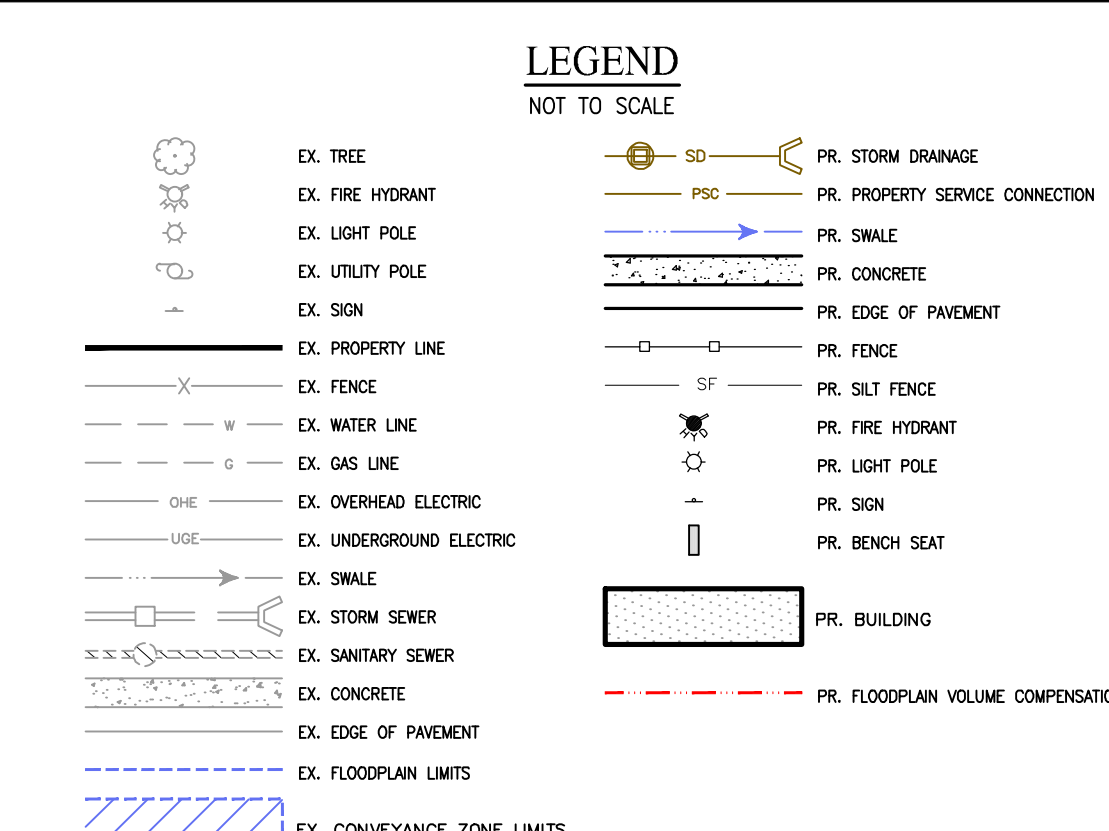 LEGEND
NOT TO SCALE
EX. TREE
EX. FIRE HYDRANT
EX. LIGHT POLE
EX. UTILITY POLE
EX. SIGN
EX. PROPERTY LINE
X EX. FENCE
W EX. WATER LINE
G EX. GAS LINE
OHE EX. OVERHEAD ELECTRIC
UGE EX. UNDERGROUND ELECTRIC
EX. SWALE
EX. STORM SEWER
EX. SANITARY SEWER
EX. CONCRETE
EX. EDGE OF PAVEMENT
EX. FLOODPLAIN LIMITS
EX. CONVEYANCE ZONE LIMITS
SD PR. STORM DRAINAGE
PSC PR. PROPERTY SERVICE CONNECTION
PR. SWALE
PR. CONCRETE
PR. EDGE OF PAVEMENT
PR. FENCE
SF PR. SILT FENCE
PR. FIRE HYDRANT
PR. LIGHT POLE
PR. SIGN
PR. BENCH SEAT
PR. BUILDING
PR. FLOODPLAIN VOLUME